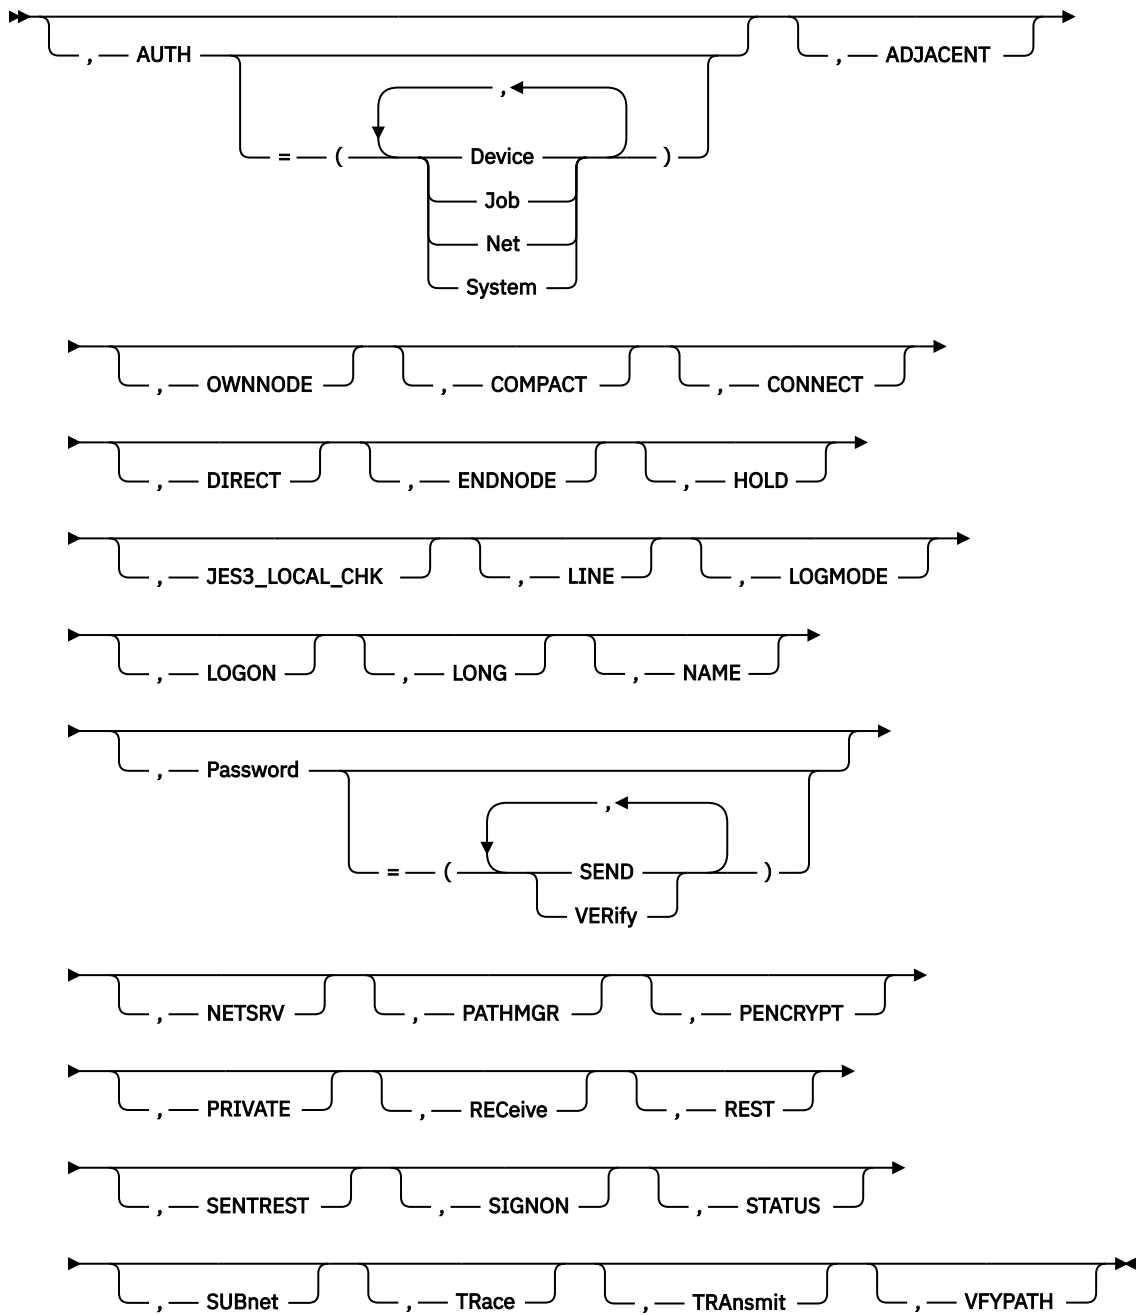 , AUTH , ADJACENT
,
= ( Device )
Job
Net
System
, OWNNODE , COMPACT , CONNECT
, DIRECT , ENDNODE , HOLD
, JES3_LOCAL_CHK , LINE , LOGMODE
, LOGON , LONG , NAME
, Password
,
= ( SEND )
VERify
, NETSRV , PATHMGR , PENCRYPT
, PRIVATE , RECeive , REST
, SENTREST , SIGNON , STATUS
, SUBnet , TRace , TRAnsmit , VFYPATH